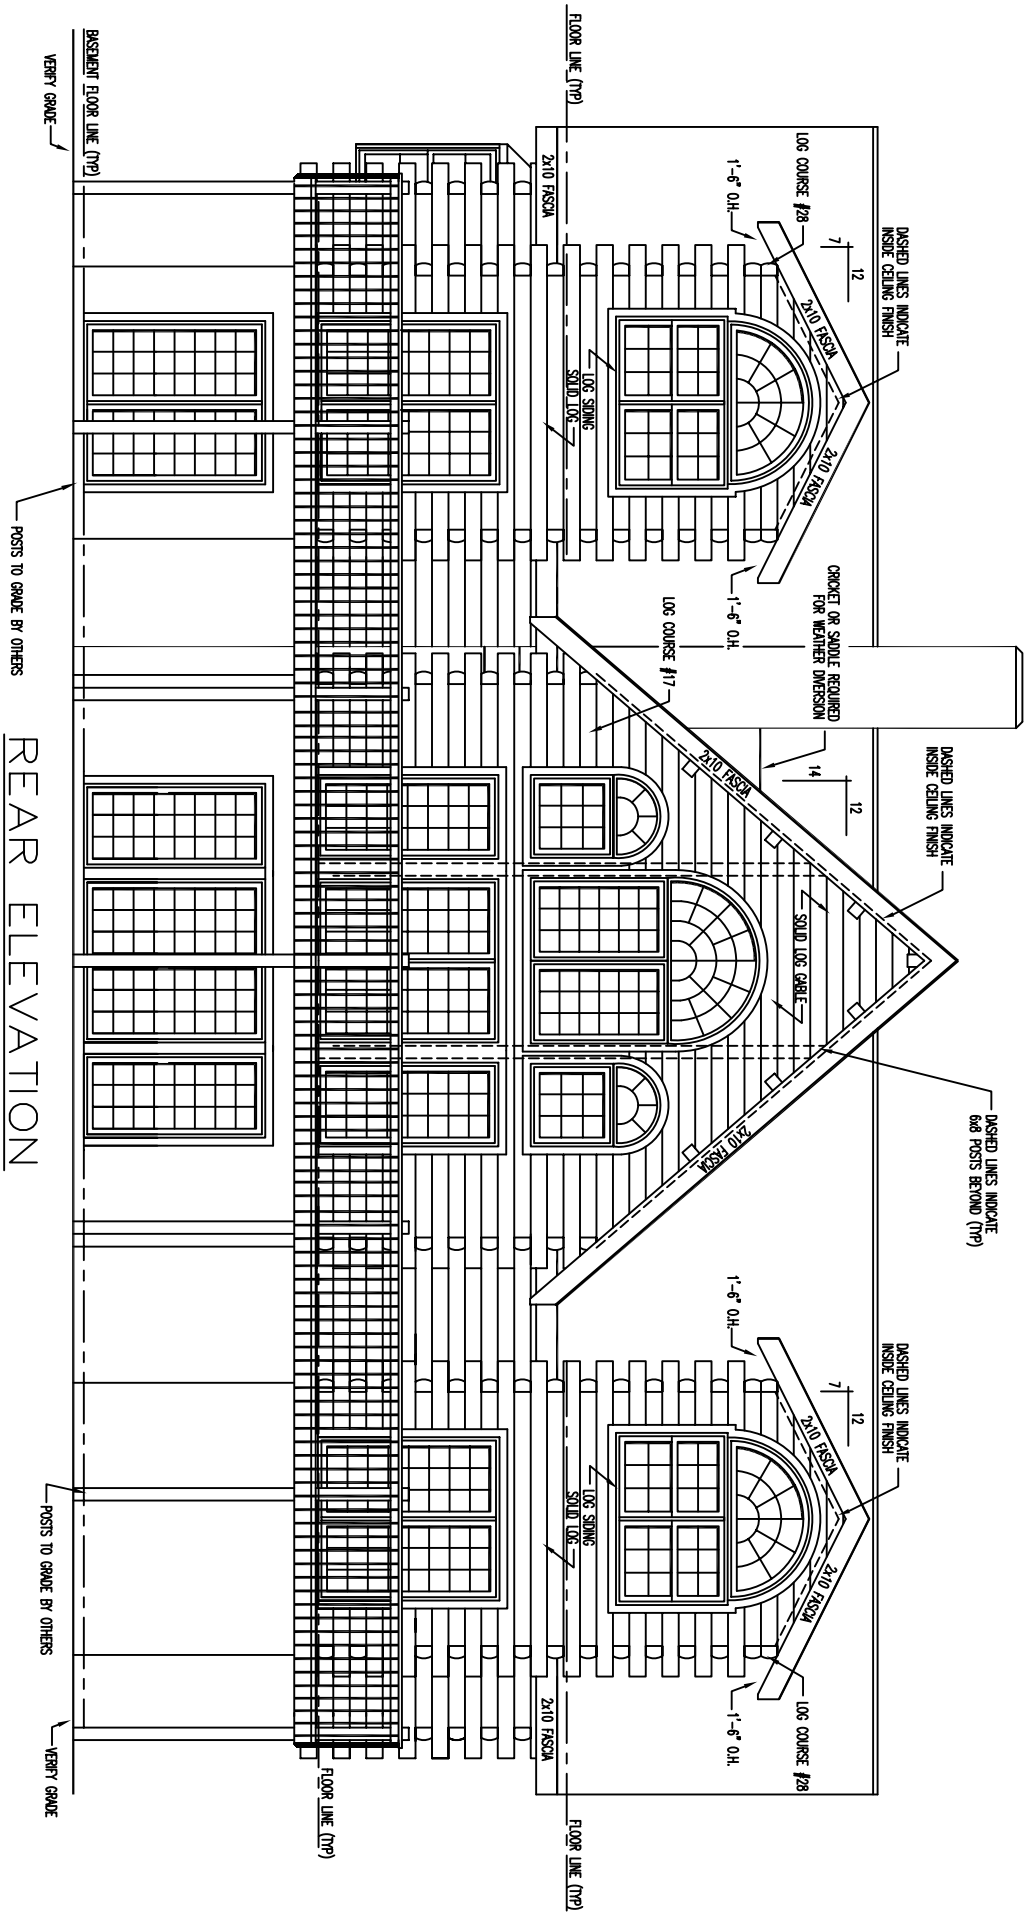 DASHED LINES INDICATE
6x8 POSTS BEYOND (TYP)
DASHED LINES INDICATE
INSIDE CEILING FINISH
DASHED LINES INDICATE
INSIDE CEILING FINISH
12
7
LOG COURSE #28
1'-6" O.H.
2x10 FASCIA
2x10 FASCIA
1'-6" O.H.
CRICKET OR SADDLE REQUIRED
FOR WEATHER DIVERSION
12
14
2x10 FASCIA
SOLID LOG GABLE
2x10 FASCIA
DASHED LINES INDICATE
INSIDE CEILING FINISH
12
7
1'-6" O.H.
2x10 FASCIA
2x10 FASCIA
LOG COURSE #28
1'-6" O.H.
LOG COURSE #17
LOG SIDING
SOLID LOG
LOG SIDING
SOLID LOG
FLOOR LINE (TYP)
2x10 FASCIA
2x10 FASCIA
FLOOR LINE (TYP)
FLOOR LINE (TYP)
BASEMENT FLOOR LINE (TYP)
VERIFY GRADE
POSTS TO GRADE BY OTHERS
POSTS TO GRADE BY OTHERS
VERIFY GRADE
REAR ELEVATION